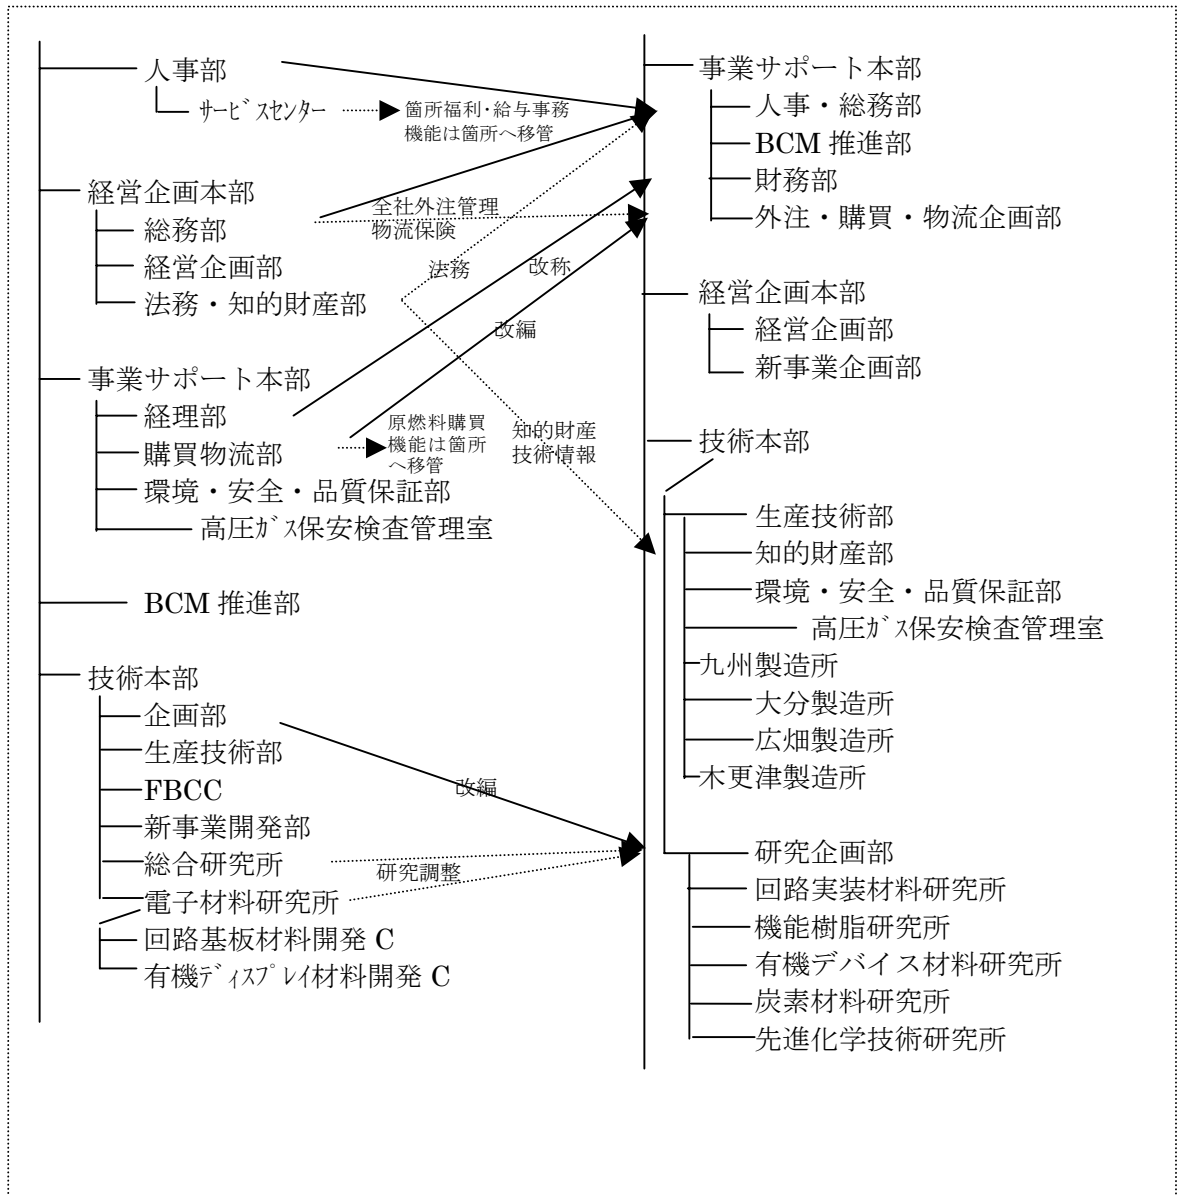 人事部
サービスセンター
箇所福利・給与事務
機能は箇所へ移管
経営企画本部
総務部
全社外注管理
物流保険
経営企画部
法務・知的財産部
法務
改称
改編
事業サポート本部
経理部
購買物流部
原燃料購買
機能は箇所
へ移管
知的財産
技術情報
環境・安全・品質保証部
高圧ガス保安検査管理室
BCM 推進部
技術本部
企画部
生産技術部
FBCC
改編
新事業開発部
総合研究所
研究調整
電子材料研究所
回路基板材料開発 C
有機ディスプレイ材料開発 C
事業サポート本部
人事・総務部
BCM 推進部
財務部
外注・購買・物流企画部
経営企画本部
経営企画部
新事業企画部
技術本部
生産技術部
知的財産部
環境・安全・品質保証部
高圧ガス保安検査管理室
九州製造所
大分製造所
広畑製造所
木更津製造所
研究企画部
回路実装材料研究所
機能樹脂研究所
有機デバイス材料研究所
炭素材料研究所
先進化学技術研究所